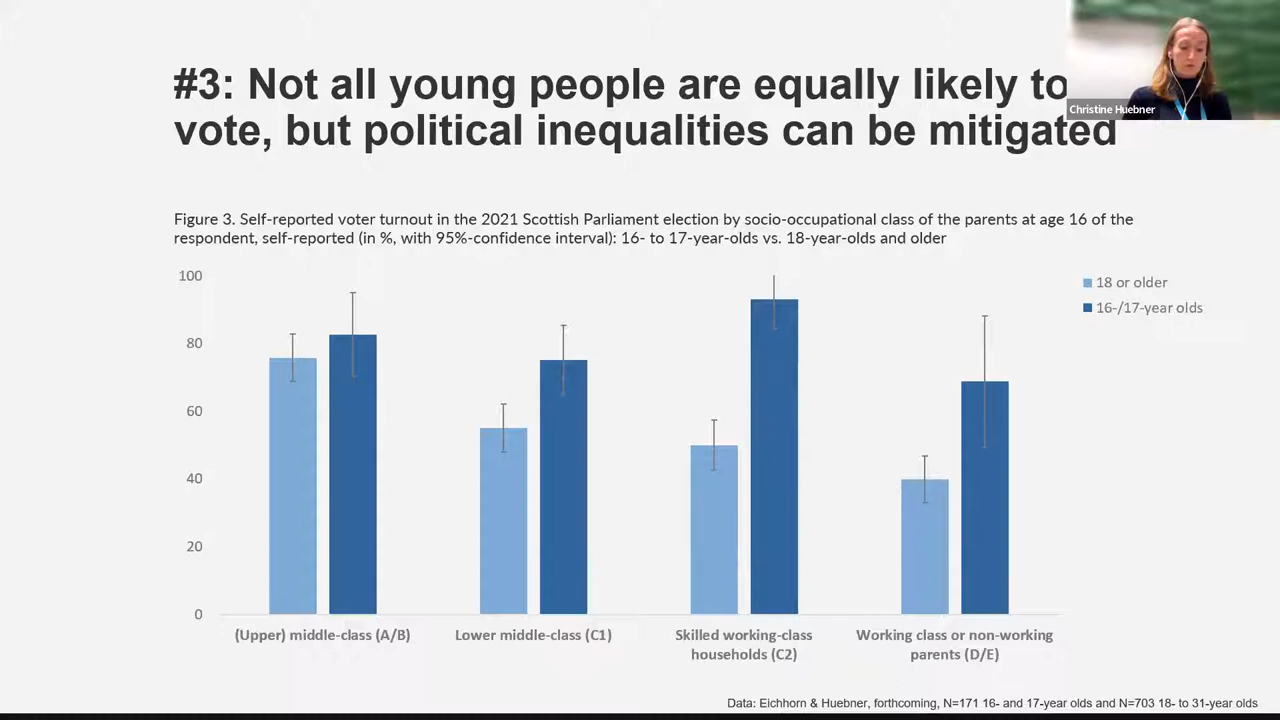 #3: Not all young people are equally likely to
vote, but political inequalities can be mitigated
Christine Huebner
Figure 3. Self-reported voter turnout in the 2021 Scottish Parliament election by socio-occupational class of the parents at age 16 of the
respondent, self-reported (in %, with 95%-confidence interval): 16- to 17-year-olds vs. 18-year-olds and older
100
80
60
40
20
0
18 or older
16-/17-year olds
(Upper) middle-class (A/B)
Lower middle-class (C1)
Skilled working-class
households (C2)
Working class or non-working
parents (D/E)
Data: Eichhorn & Huebner, forthcoming, N=171 16- and 17-year olds and N=703 18- to 31-year olds